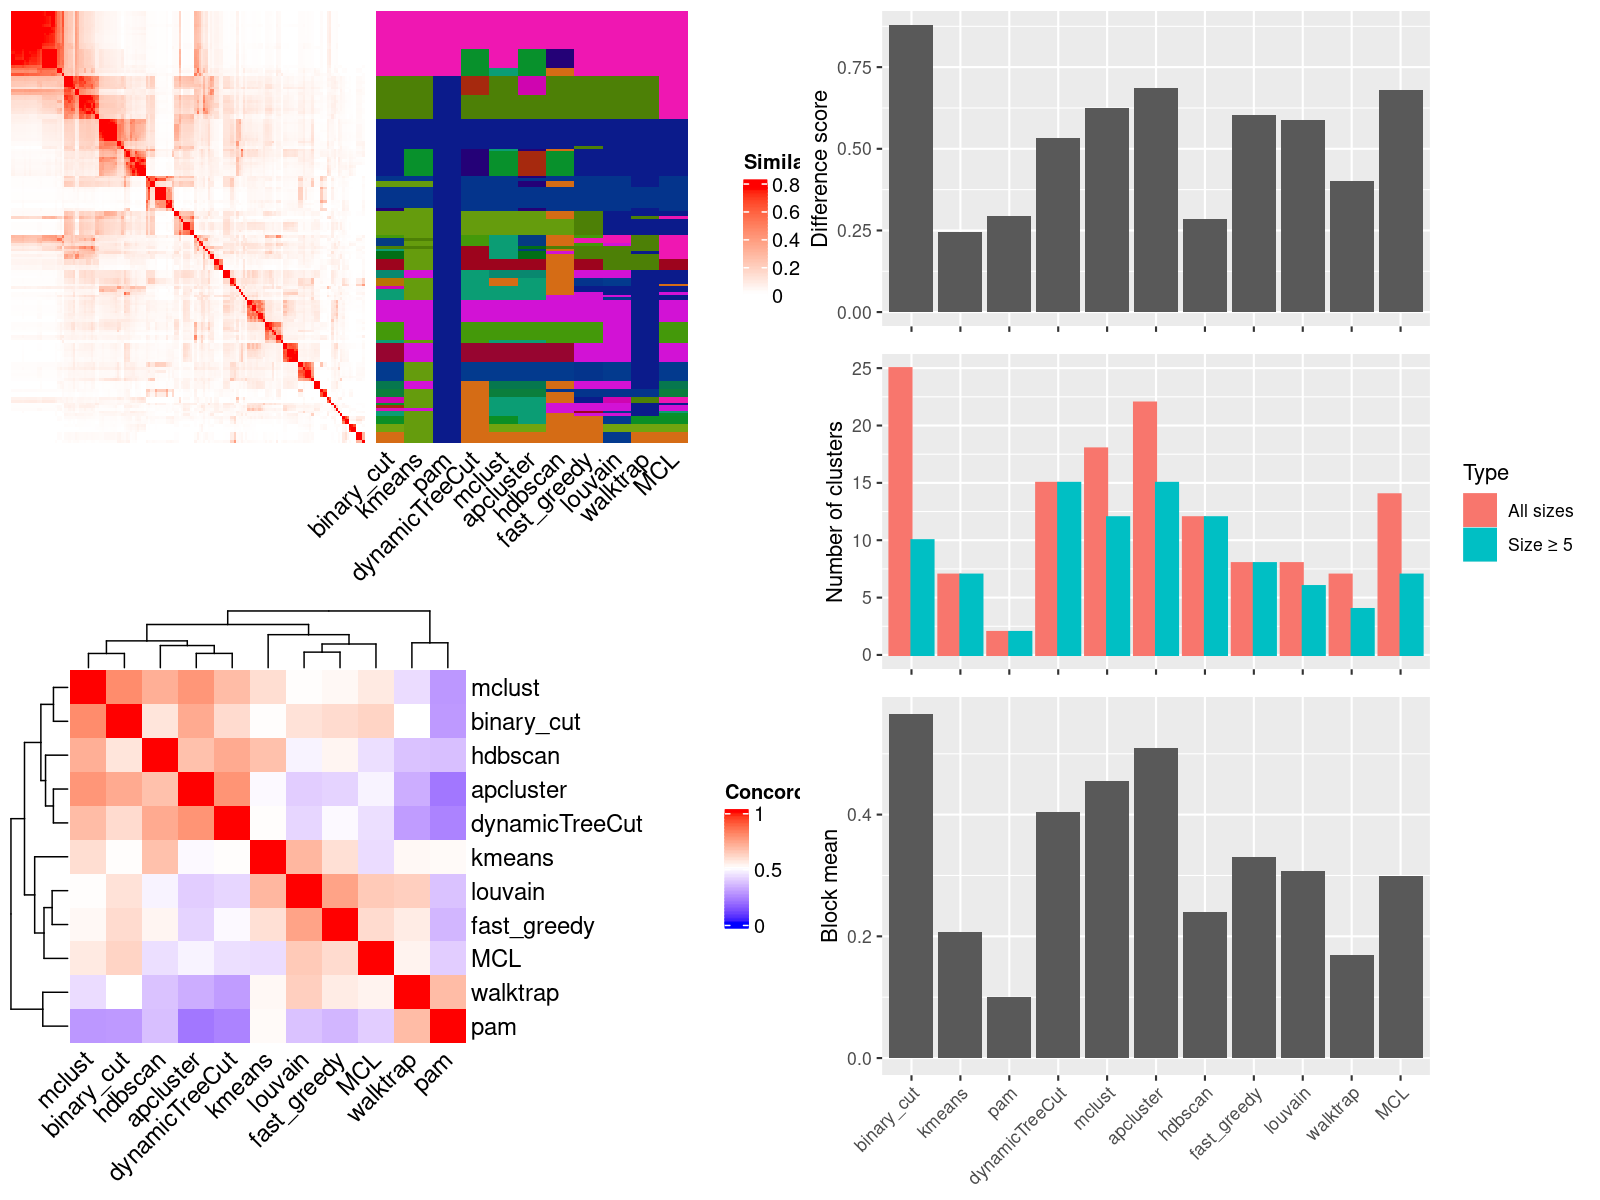 Simila
0.8
0.6
0.4
0.2
0
binary_cut
kmeans
pam
dynamicTreeCut
mclust
apcluster
hdbscan
fast_greedy
louvain
walktrap
MCL
Difference score
0.75
0.50
0.25
0.00
Number of clusters
25
20
15
10
5
0
Type
All sizes
Size ≥ 5
mclust
binary_cut
hdbscan
apcluster
dynamicTreeCut
kmeans
louvain
fast_greedy
MCL
walktrap
pam
mclust
binary_cut
hdbscan
apcluster
dynamicTreeCut
kmeans
louvain
fast_greedy
MCL
walktrap
pam
Concord
1
0.5
0
Block mean
0.4
0.2
0.0
binary_cut
kmeans
pam
dynamicTreeCut
mclust
apcluster
hdbscan
fast_greedy
louvain
walktrap
MCL